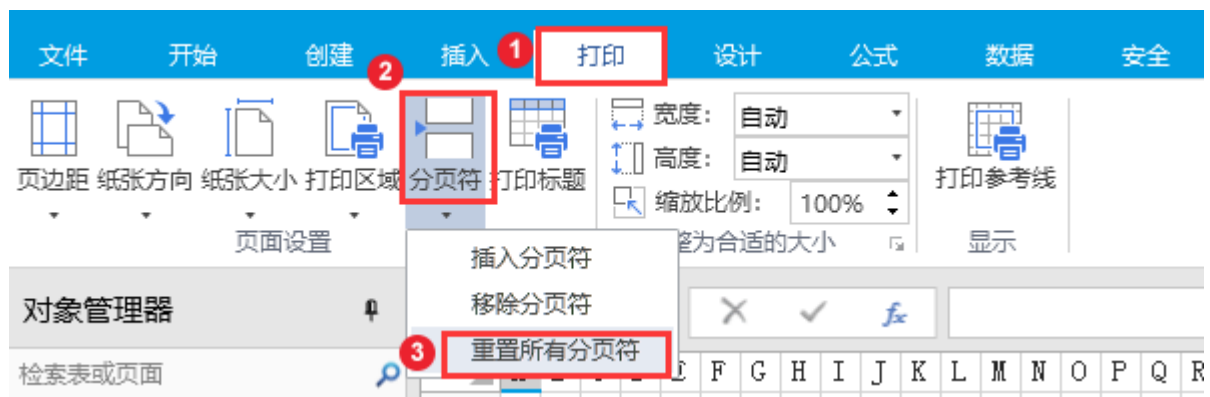 文件 开始 创建 插入 1 打印 设计 公式 数据 安全
2
宽度： 自动
高度： 自动
缩放比例： 100%
页边距 纸张方向 纸张大小 打印区域 分页符 打印标题 打印参考线
页面设置 整为合适的大小 显示
插入分页符
移除分页符
3 重置所有分页符
对象管理器 fx
检索表或页面
F G H I J K L M N O P Q R